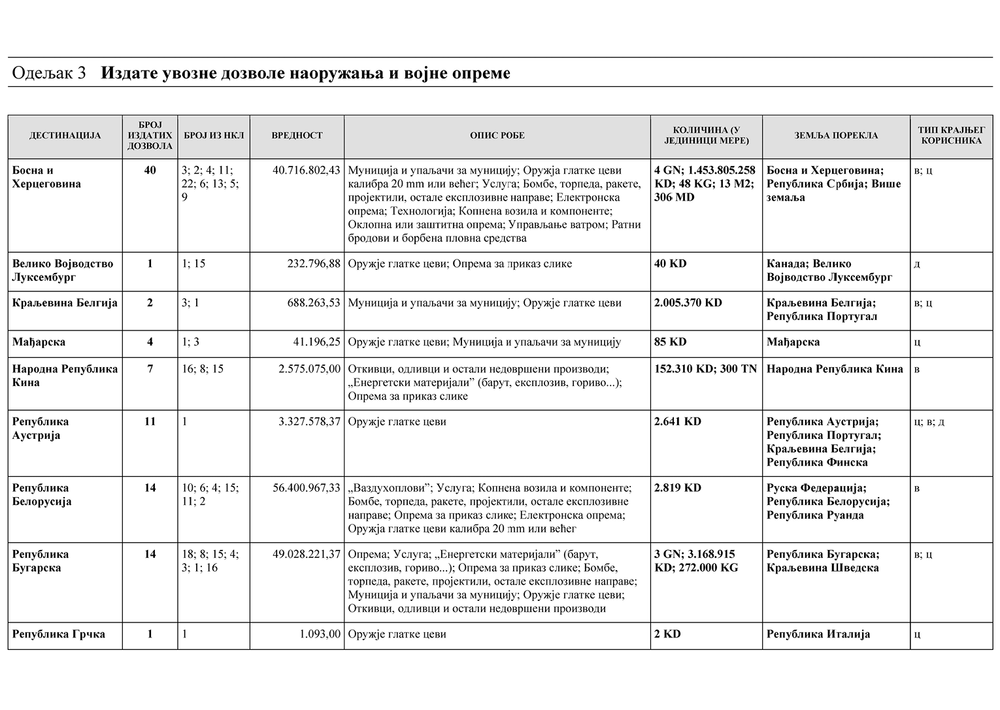 Одељак 3 Издате увозне дозволе наоружања и војне опреме
ДЕСТИНАЦИЈА
БРОЈ
ИЗДАТИХ
ДОЗВОЛА
БРОЈ ИЗ НКЛ
ВРЕДНОСТ
ОПИС РОБЕ
КОЛИЧИНА (У
ЈЕДИНИЦИ МЕРЕ)
ЗЕМЉА ПОРЕКЛА
ТИП КРАЈЊЕГ
КОРИСНИКА
Босна и
Херцеговина
40
3; 2; 4; 11;
22; 6; 13; 5;
9
40.716.802,43
Муниција и упаљачи за муницију; Оружја глатке цеви
калибра 20 mm или већег; Услуга; Бомбе, торпеда, ракете,
пројектили, остале експлозивне направе; Електронска
опрема; Технологија; Копнена возила и компоненте;
Оклопна или заштитна опрема; Управљање ватром; Ратни
бродови и борбена пловна средства
4 GN; 1.453.805.258
KD; 48 KG; 13 M2;
306 MD
Босна и Херцеговина;
Република Србија; Више
земаља
в; ц
Велико Војводство
Луксембург
1
1; 15
232.796,88
Оружје глатке цеви; Опрема за приказ слике
40 KD
Канада; Велико
Војводство Луксембург
д
Краљевина Белгија
2
3; 1
688.263,53
Муниција и упаљачи за муницију; Оружје глатке цеви
2.005.370 KD
Краљевина Белгија;
Република Португал
в; ц
Мађарска
4
1; 3
41.196,25
Оружје глатке цеви; Муниција и упаљачи за муницију
85 KD
Мађарска
ц
Народна Република
Кина
7
16; 8; 15
2.575.075,00
Откивци, одливци и остали недовршени производи;
„Енергетски материјали” (барут, експлозив, гориво...);
Опрема за приказ слике
152.310 KD; 300 TN
Народна Република Кина
в
Република
Аустрија
11
1
3.327.578,37
Оружје глатке цеви
2.641 KD
Република Аустрија;
Република Португал;
Краљевина Белгија;
Република Финска
ц; в; д
Република
Белорусија
14
10; 6; 4; 15;
11; 2
56.400.967,33
„Ваздухоплови”; Услуга; Копнена возила и компоненте;
Бомбе, торпеда, ракете, пројектили, остале експлозивне
направе; Опрема за приказ слике; Електронска опрема;
Оружја глатке цеви калибра 20 mm или већег
2.819 KD
Руска Федерација;
Република Белорусија;
Република Руанда
в
Република
Бугарска
14
18; 8; 15; 4;
3; 1; 16
49.028.221,37
Опрема; Услуга; „Енергетски материјали” (барут,
експлозив, гориво...); Опрема за приказ слике; Бомбе,
торпеда, ракете, пројектили, остале експлозивне направе;
Муниција и упаљачи за муницију; Оружје глатке цеви;
Откивци, одливци и остали недовршени производи
3 GN; 3.168.915
KD; 272.000 KG
Република Бугарска;
Краљевина Шведска
в; ц
Република Грчка
1
1
1.093,00
Оружје глатке цеви
2 KD
Република Италија
ц